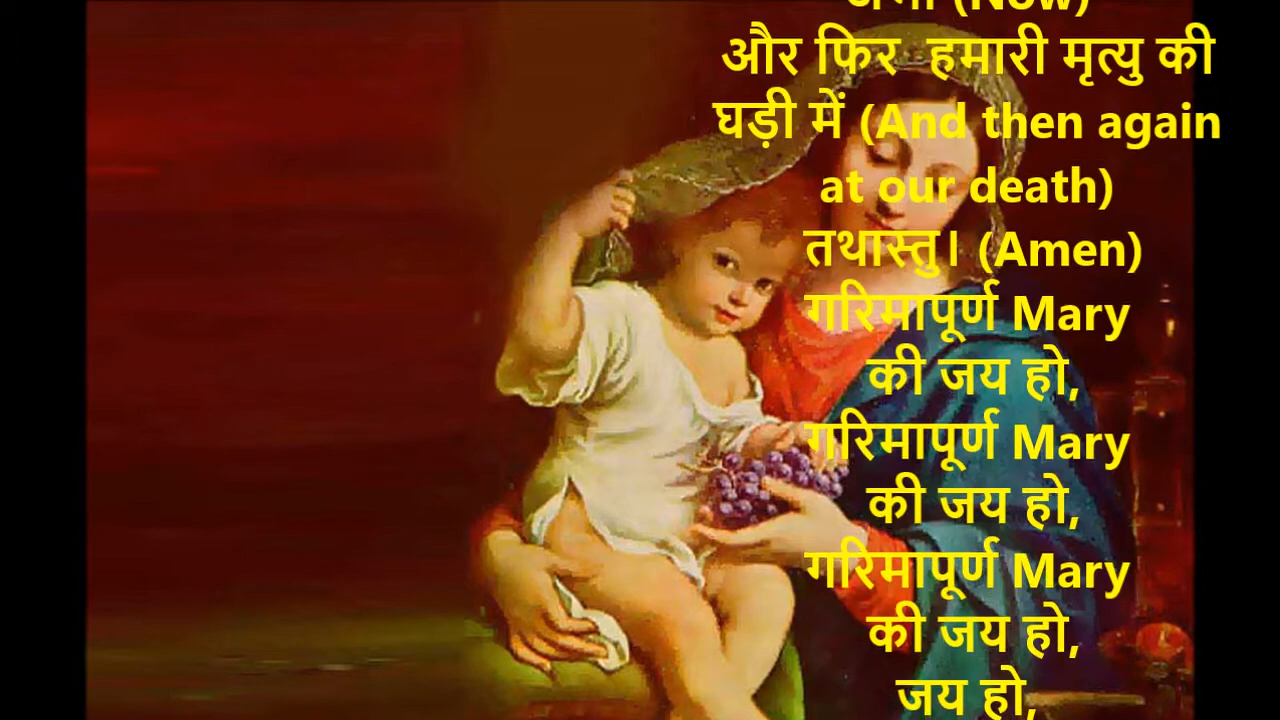 (Now)
और फिर हमारी मृत्यु की
घड़ी में (And then again
at our death)
तथास्तु। (Amen)
गरिमापूर्ण Mary
की जय हो,
गरिमापूर्ण Mary
की जय हो,
गरिमापूर्ण Mary
की जय हो,
जय हो,